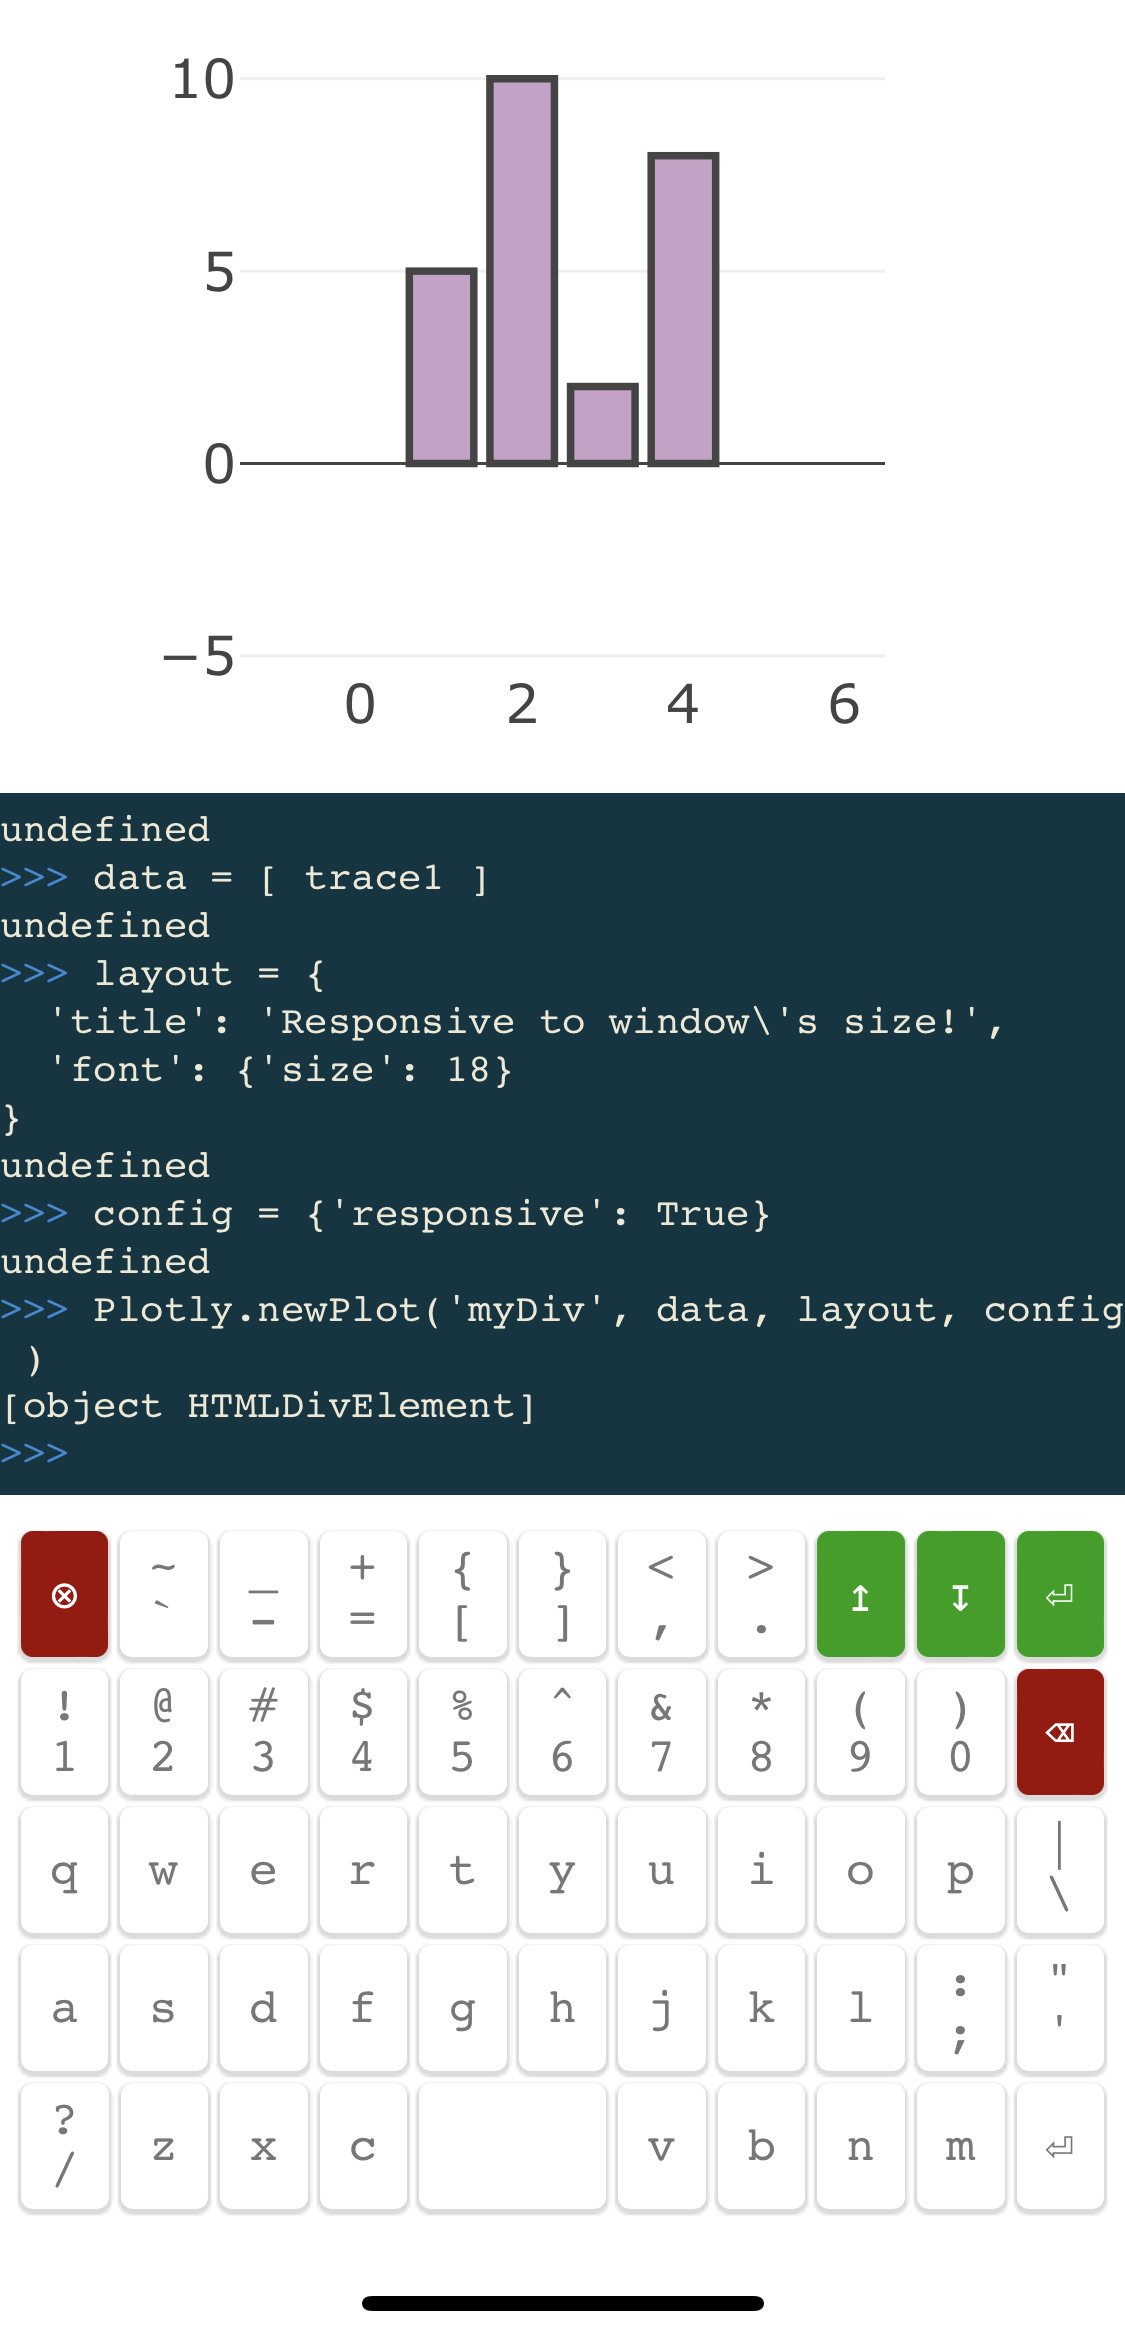 10
5
0
−5
0 2 4 6
undefined
>>> data = [ trace1 ]
undefined
>>> layout = {
  'title': 'Responsive to window\'s size!',
  'font': {'size': 18}
}
undefined
>>> config = {'responsive': True}
undefined
>>> Plotly.newPlot('myDiv', data, layout, config
 )
[object HTMLDivElement]
>>>
⊗ ~ _ + { } < > ↥ ↧ ⏎
` - = [ ] , .
! @ # $ % ^ & * ( ) ⌫
1 2 3 4 5 6 7 8 9 0
q w e r t y u i o p |
\
a s d f g h j k l : "
; '
? z x c v b n m ⏎
/